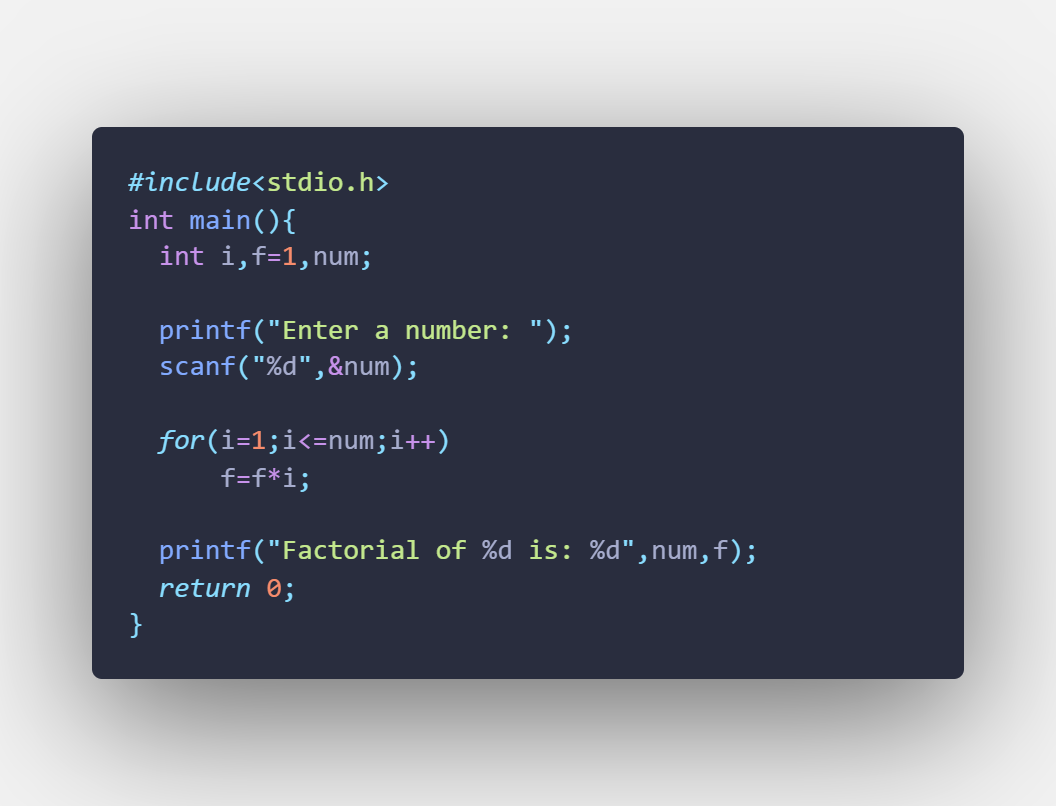 #include<stdio.h>
int main(){
  int i,f=1,num;

  printf("Enter a number: ");
  scanf("%d",&num);

  for(i=1;i<=num;i++)
      f=f*i;

  printf("Factorial of %d is: %d",num,f);
  return 0;
}